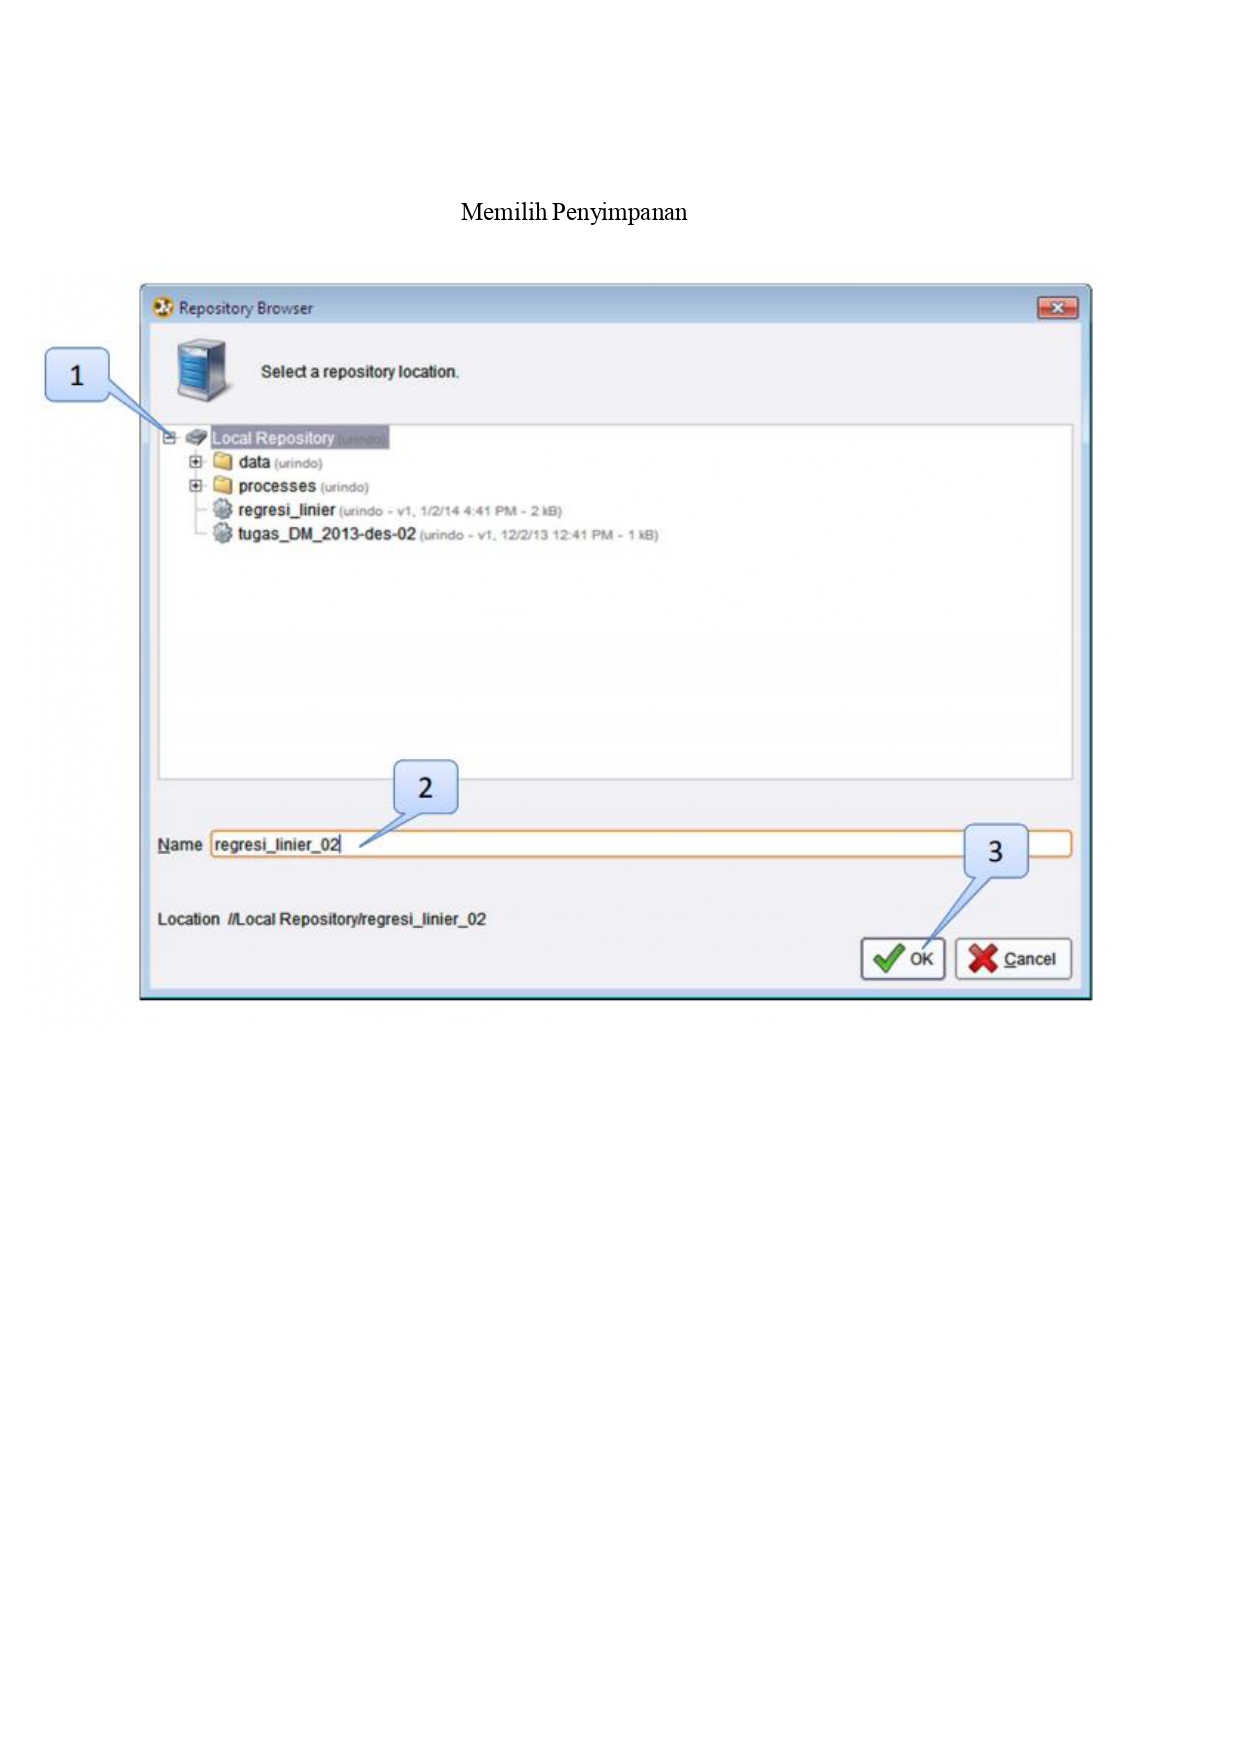 Memilih Penyimpanan
Repository Browser
1
Select a repository location.
Local Repository (urindo)
data (urindo)
processes (urindo)
regresi_linier (urindo - v1, 1/2/14 4:41 PM - 2 kB)
tugas_DM_2013-des-02 (urindo - v1, 12/2/13 12:41 PM - 1 kB)
2
Name regresi_linier_02
3
Location //Local Repository/regresi_linier_02
OK Cancel